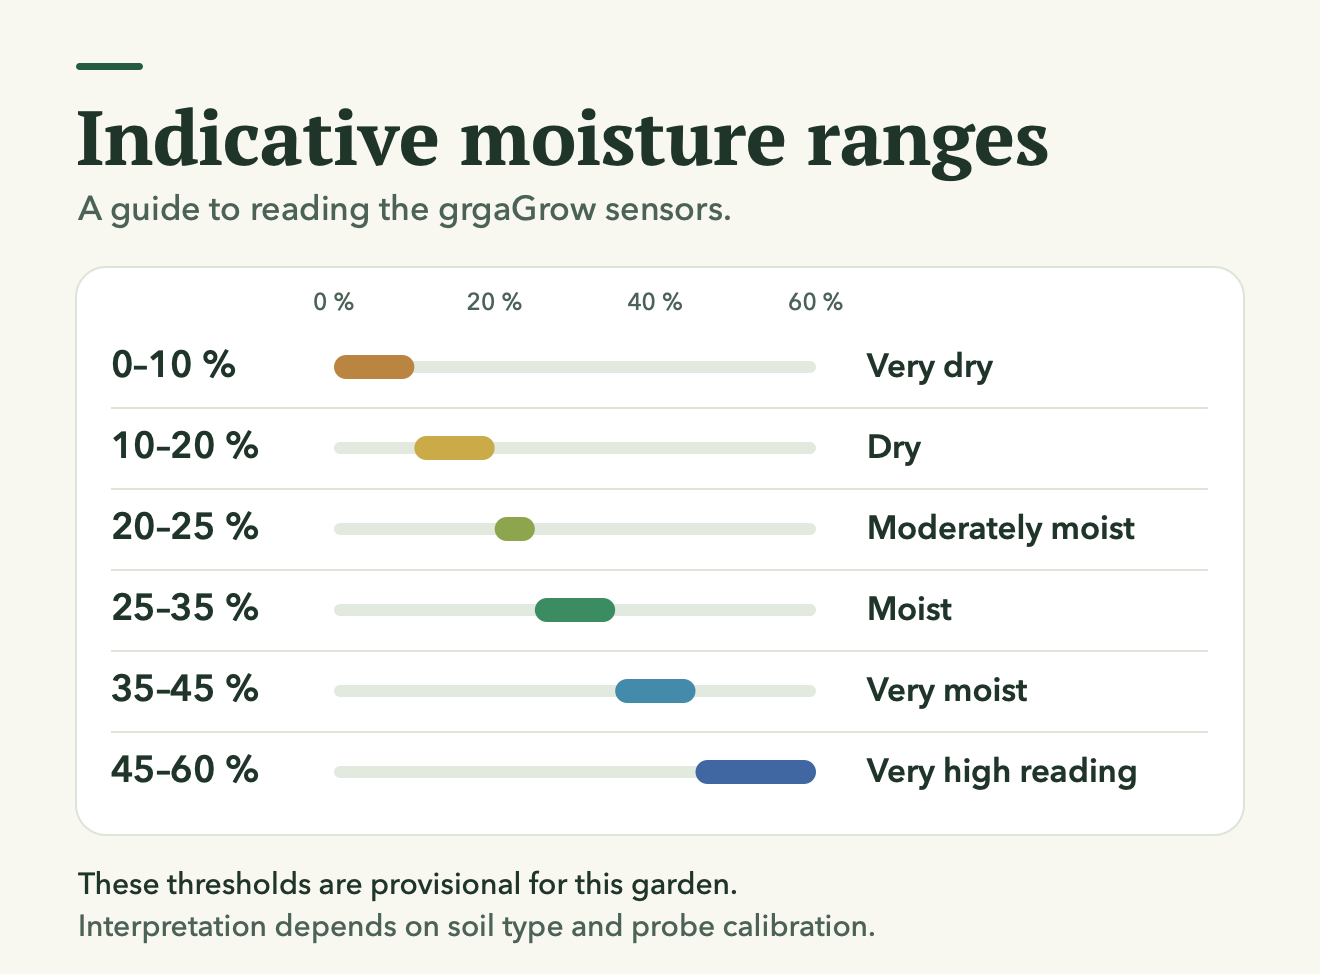 Indicative moisture ranges
A guide to reading the grgaGrow sensors.
0 % 20 % 40 % 60 %
0–10 % Very dry
10–20 % Dry
20–25 % Moderately moist
25–35 % Moist
35–45 % Very moist
45–60 % Very high reading
These thresholds are provisional for this garden.
Interpretation depends on soil type and probe calibration.